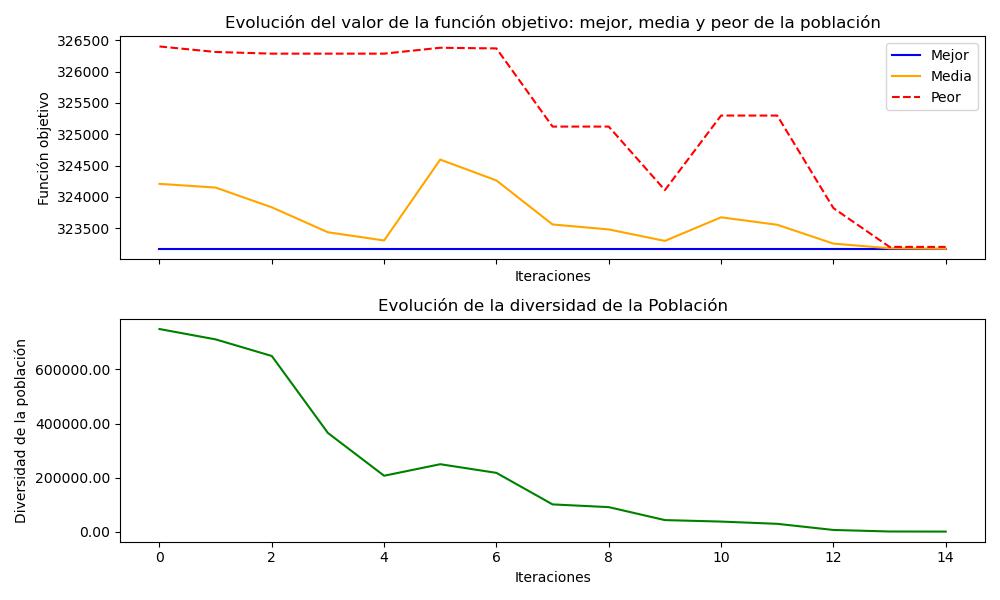 Evolución del valor de la función objetivo: mejor, media y peor de la población
326500
326000
325500
325000
324500
324000
323500
Función objetivo
Mejor
Media
Peor
Iteraciones
Evolución de la diversidad de la Población
600000.00
400000.00
200000.00
0.00
Diversidad de la población
0 2 4 6 8 10 12 14
Iteraciones